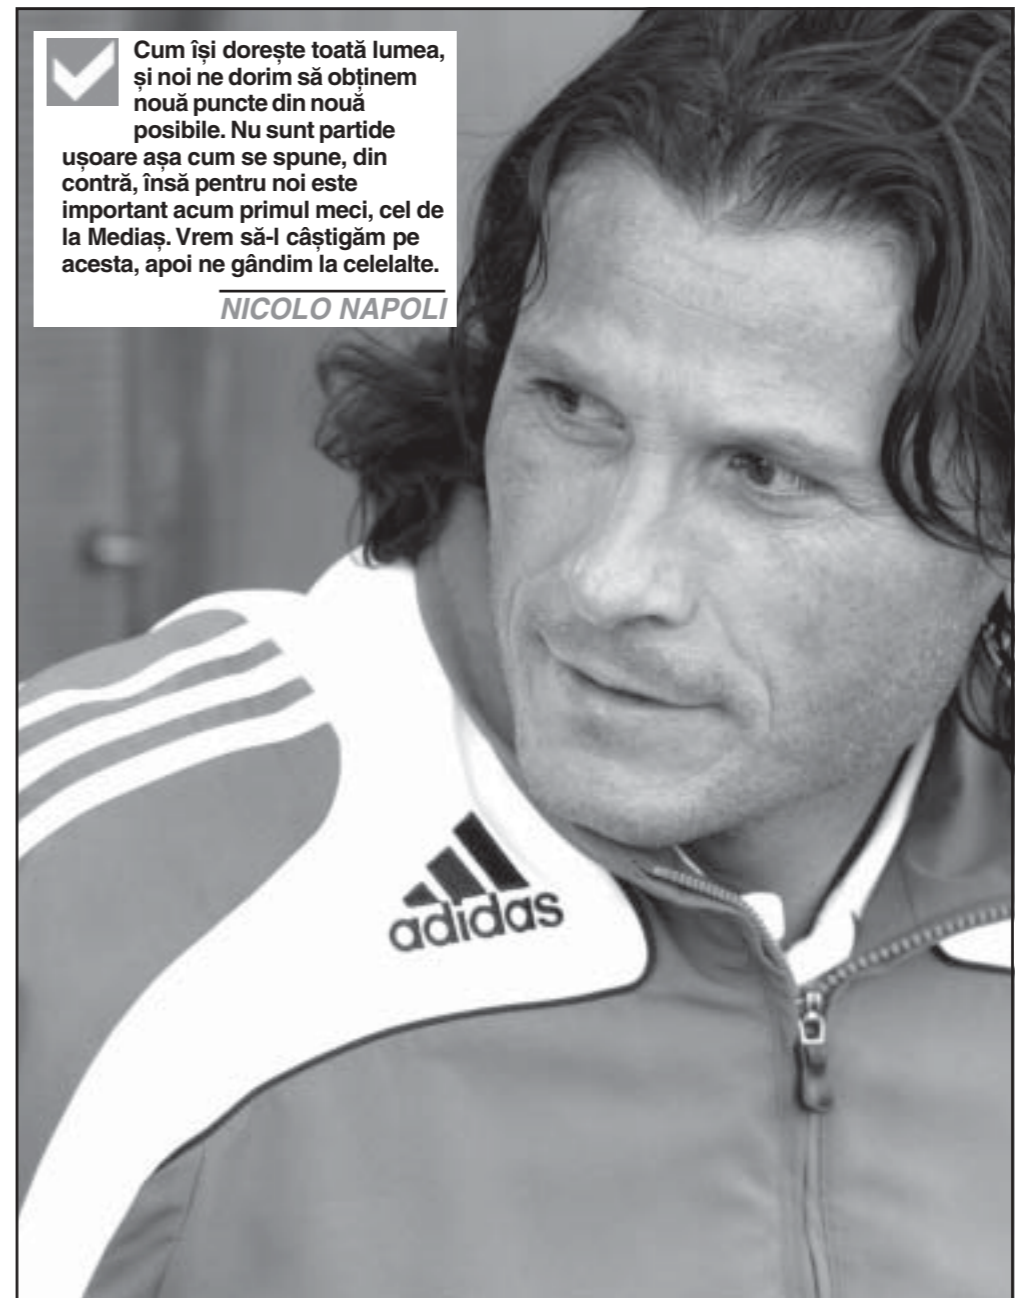 Cum își dorește toată lumea,
și noi ne dorim să obținem
nouă puncte din nouă
posibile. Nu sunt partide
ușoare așa cum se spune, din
contră, însă pentru noi este
important acum primul meci, cel de
la Mediaș. Vrem să-l câștigăm pe
acesta, apoi ne gândim la celelalte.
NICOLO NAPOLI
adidas